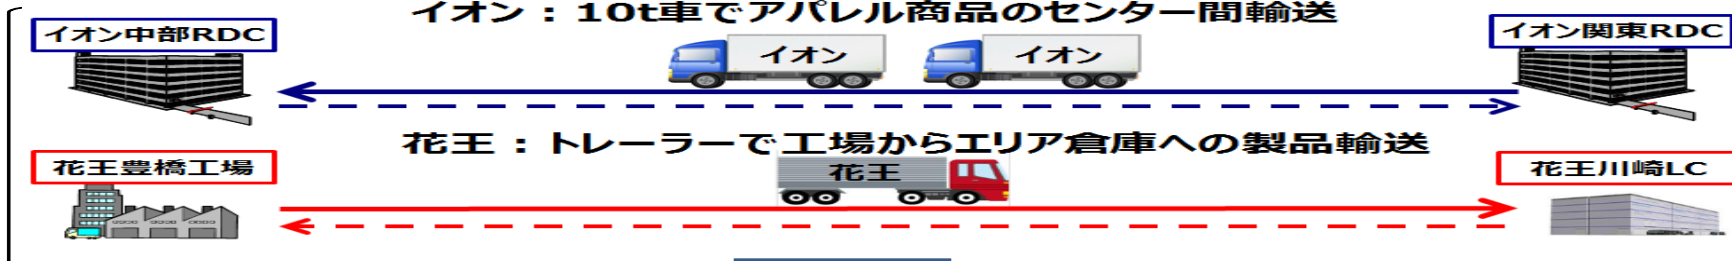 イオン：10t車でアパレル商品のセンター間輸送
イオン中部RDC
イオン
イオン
イオン関東RDC
花王：トレーラーで工場からエリア倉庫への製品輸送
花王豊橋工場
花王
花王川崎LC